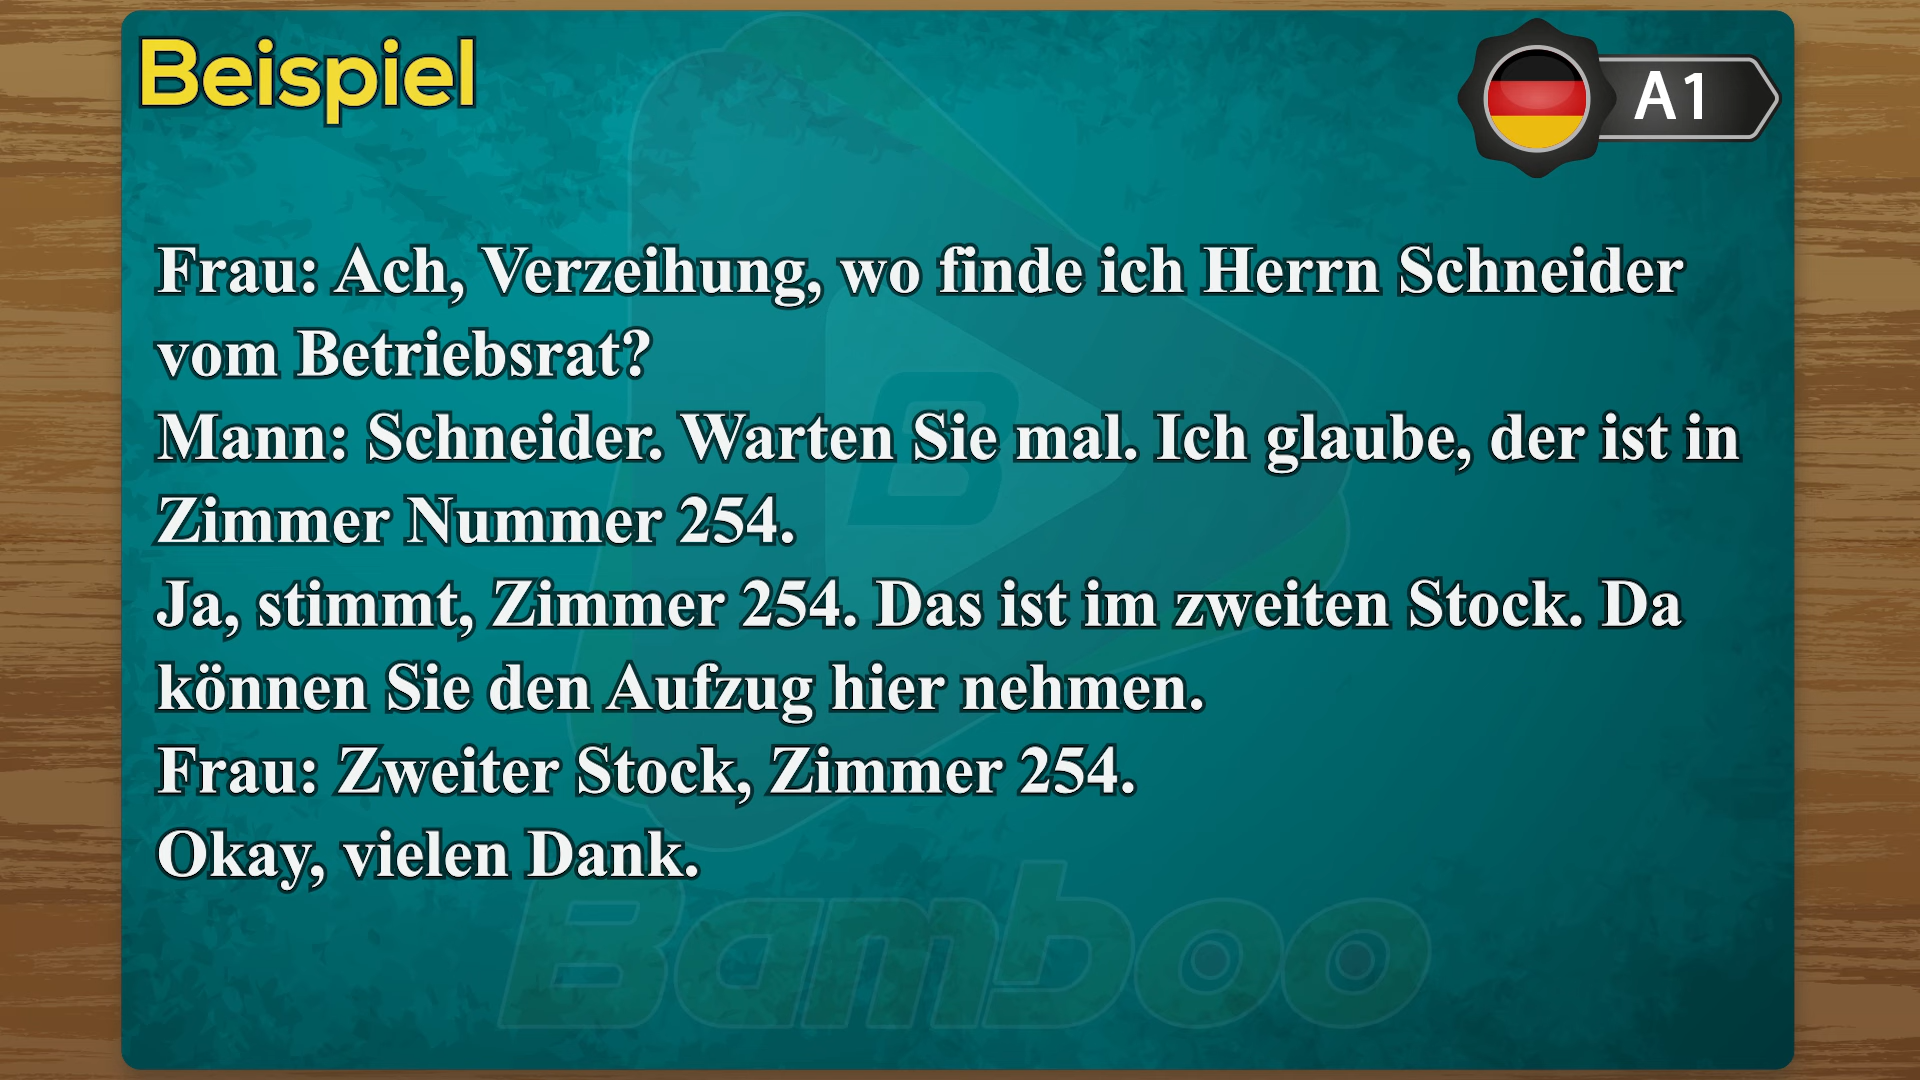 Beispiel
A1
Frau: Ach, Verzeihung, wo finde ich Herrn Schneider
vom Betriebsrat?
Mann: Schneider. Warten Sie mal. Ich glaube, der ist in
Zimmer Nummer 254.
Ja, stimmt, Zimmer 254. Das ist im zweiten Stock. Da
können Sie den Aufzug hier nehmen.
Frau: Zweiter Stock, Zimmer 254.
Okay, vielen Dank.
B
Bamboo